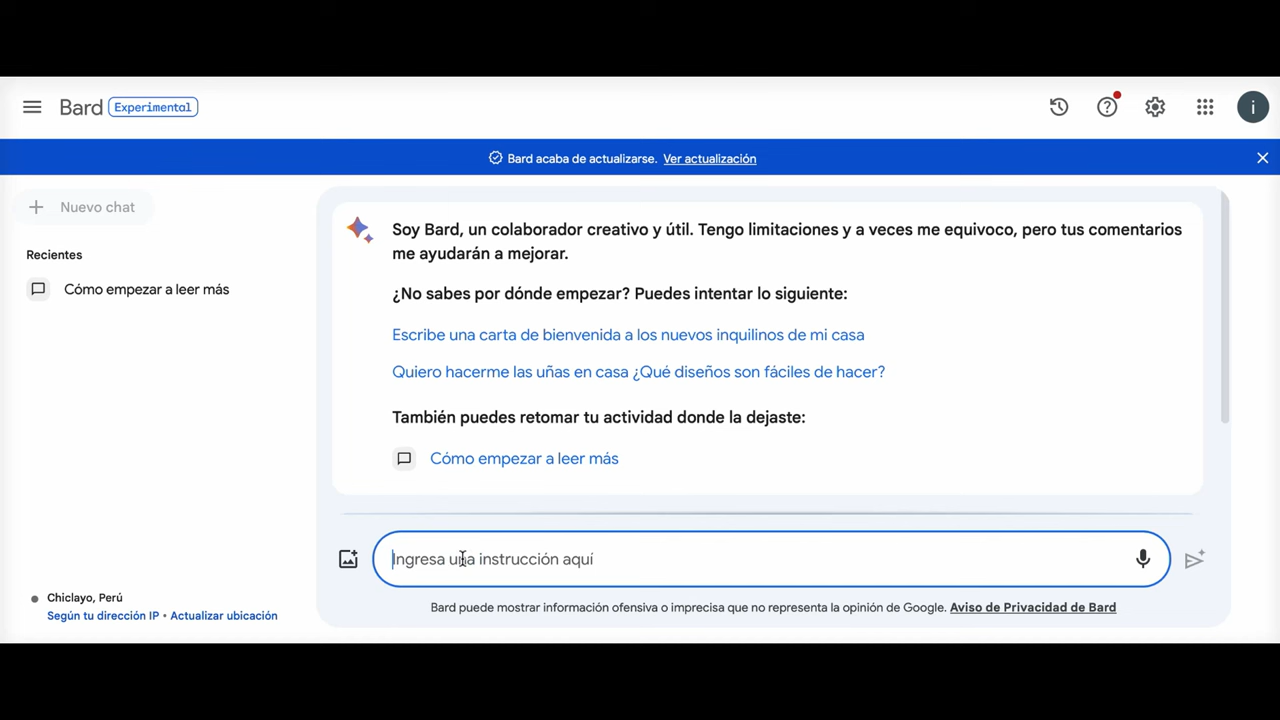 Bard Experimental
i
Bard acaba de actualizarse. Ver actualización
Nuevo chat
Recientes
Cómo empezar a leer más
Soy Bard, un colaborador creativo y útil. Tengo limitaciones y a veces me equivoco, pero tus comentarios
me ayudarán a mejorar.
¿No sabes por dónde empezar? Puedes intentar lo siguiente:
Escribe una carta de bienvenida a los nuevos inquilinos de mi casa
Quiero hacerme las uñas en casa ¿Qué diseños son fáciles de hacer?
También puedes retomar tu actividad donde la dejaste:
Cómo empezar a leer más
Ingresa una instrucción aquí
Bard puede mostrar información ofensiva o imprecisa que no representa la opinión de Google. Aviso de Privacidad de Bard
Chiclayo, Perú
Según tu dirección IP • Actualizar ubicación